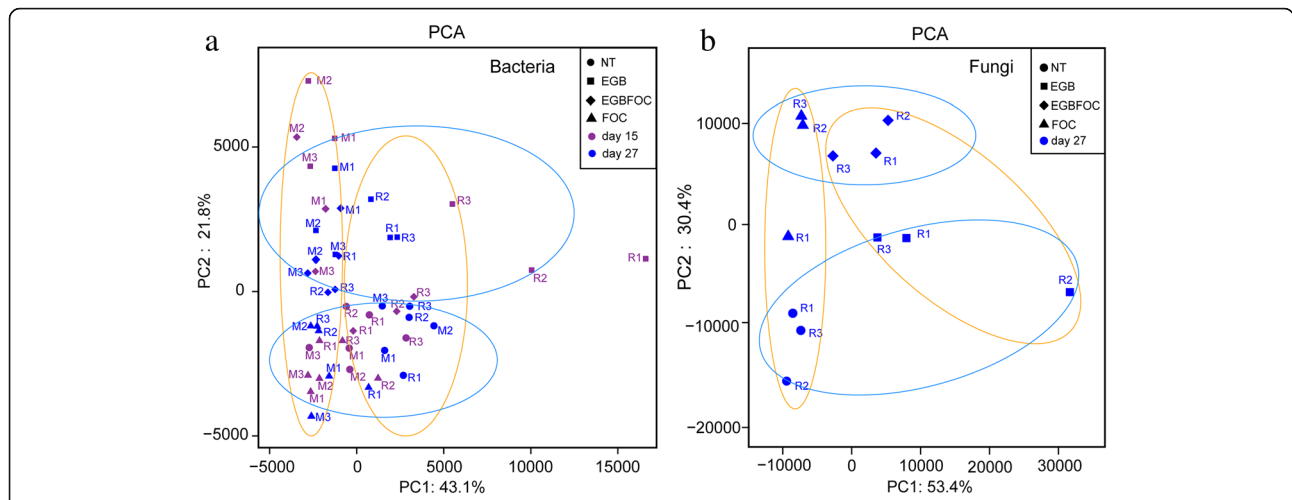 a
PCA
Bacteria
NT
EGB
EGBFOC
FOC
day 15
day 27
M2
M2
M1
M3
M1
R2
R3
M1
M1
M2
R1
R3
R1
M3
R1
M2
R2
M3
M3
R2
R3
R3
M3
R2
R3
R2
R1
R2
M2
M2
R3
R2
R1
R1
R3
R3
M3
M1
M1
M1
M2
R1
M3
M2
R2
M1
R1
M3
5000
0
−5000
PC2 : 21.8%
−5000
0
5000
10000
15000
PC1: 43.1%
b
PCA
Fungi
NT
EGB
EGBFOC
FOC
day 27
R3
R2
R2
R3
R1
R1
R3
R1
R2
R1
R3
R2
10000
0
−10000
−20000
PC2 : 30.4%
−10000
0
10000
20000
30000
PC1: 53.4%